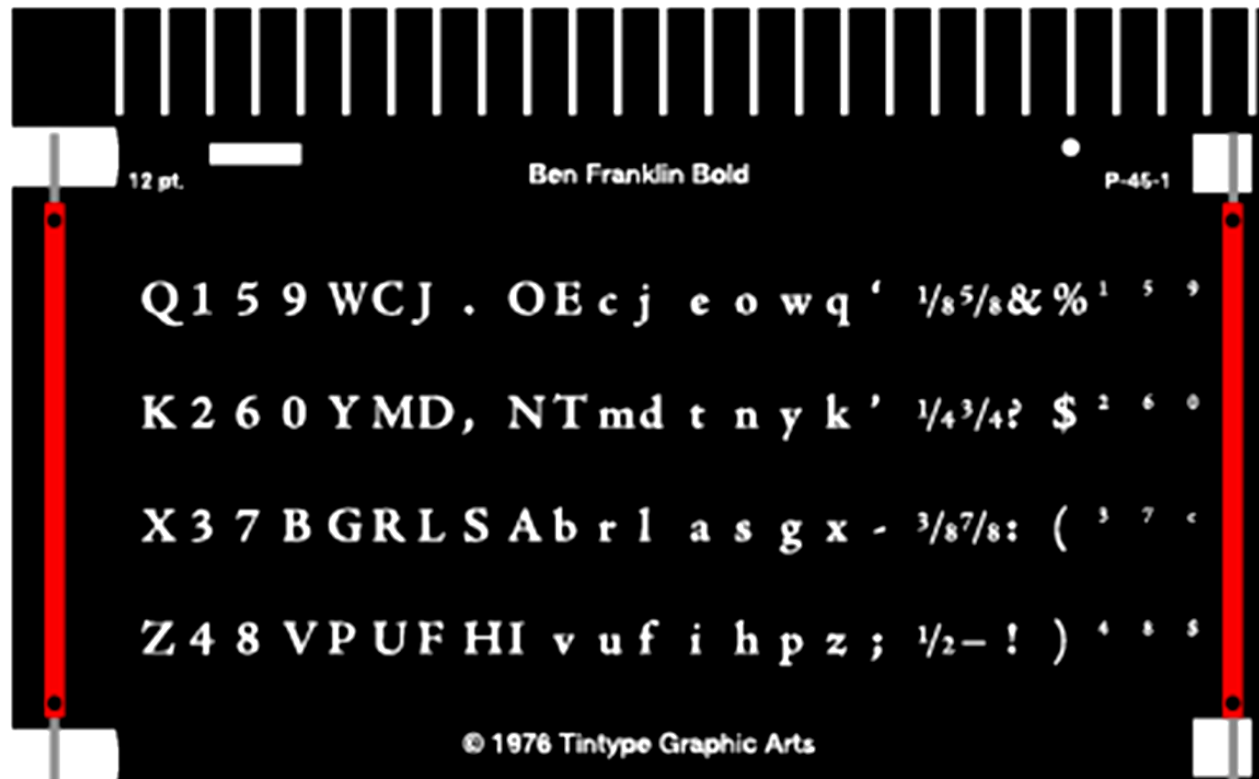 12 pt.
Ben Franklin Bold
P-45-1
Q 1 5 9 W C J . O E c j e o w q ‘ 1/8 5/8 & % ¹ ⁵ ⁹
K 2 6 0 Y M D , N T m d t n y k ’ 1/4 3/4 ? $ ² ⁶ ⁰
X 3 7 B G R L S A b r l a s g x - 3/8 7/8 : ( ³ ⁷ ᶜ
Z 4 8 V P U F H I v u f i h p z ; 1/2 – ! ) ⁴ ⁸ $
© 1976 Tintype Graphic Arts